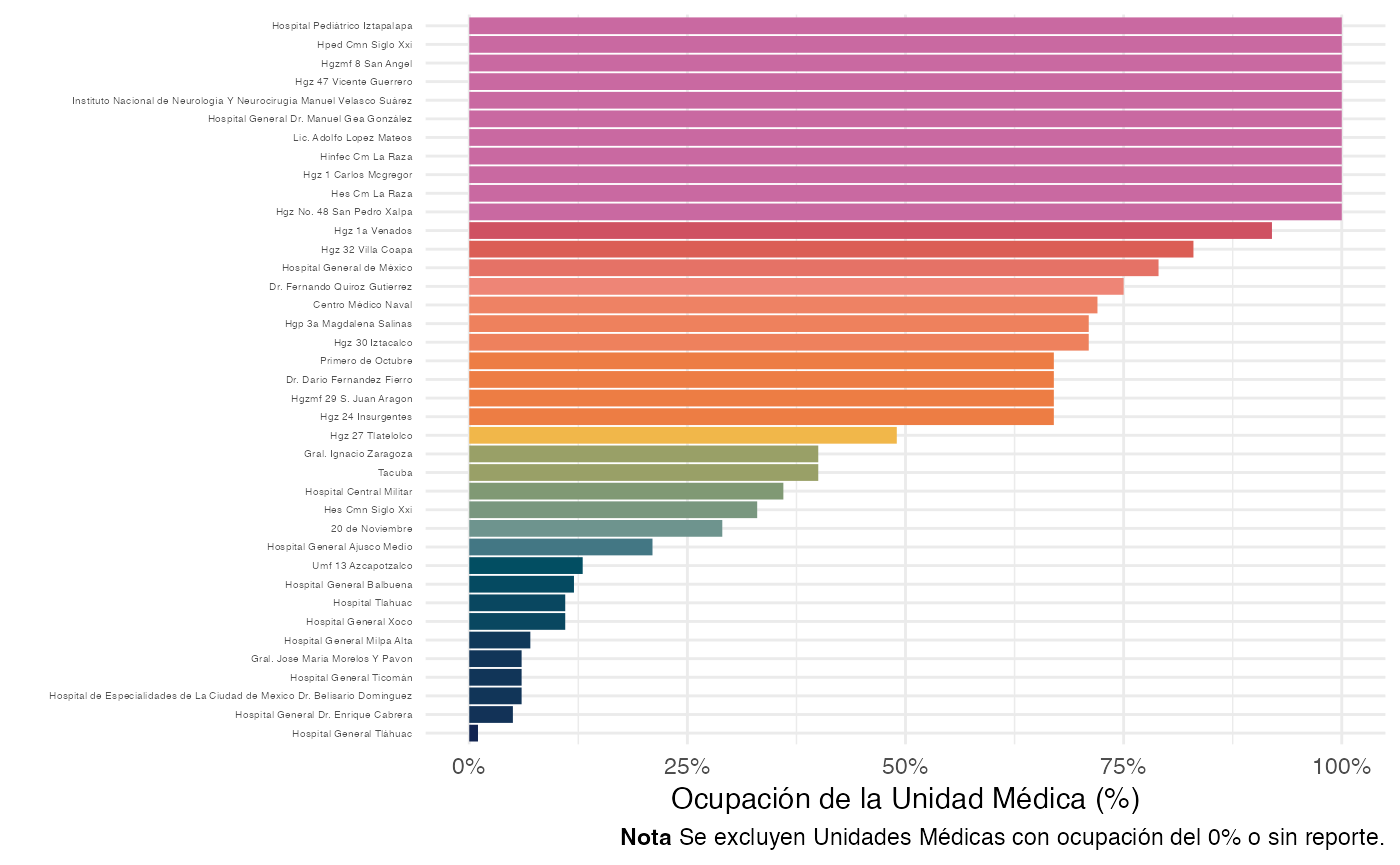 Hospital Pediátrico Iztapalapa
Hped Cmn Siglo Xxi
Hgzmf 8 San Angel
Hgz 47 Vicente Guerrero
Instituto Nacional de Neurología Y Neurocirugía Manuel Velasco Suárez
Hospital General Dr. Manuel Gea González
Lic. Adolfo Lopez Mateos
Hinfec Cm La Raza
Hgz 1 Carlos Mcgregor
Hes Cm La Raza
Hgz No. 48 San Pedro Xalpa
Hgz 1a Venados
Hgz 32 Villa Coapa
Hospital General de México
Dr. Fernando Quiroz Gutierrez
Centro Médico Naval
Hgp 3a Magdalena Salinas
Hgz 30 Iztacalco
Primero de Octubre
Dr. Dario Fernandez Fierro
Hgzmf 29 S. Juan Aragon
Hgz 24 Insurgentes
Hgz 27 Tlatelolco
Gral. Ignacio Zaragoza
Tacuba
Hospital Central Militar
Hes Cmn Siglo Xxi
20 de Noviembre
Hospital General Ajusco Medio
Umf 13 Azcapotzalco
Hospital General Balbuena
Hospital Tlahuac
Hospital General Xoco
Hospital General Milpa Alta
Gral. Jose Maria Morelos Y Pavon
Hospital General Ticomán
Hospital de Especialidades de La Ciudad de Mexico Dr. Belisario Domínguez
Hospital General Dr. Enrique Cabrera
Hospital General Tláhuac
0% 25% 50% 75% 100%
Ocupación de la Unidad Médica (%)
Nota Se excluyen Unidades Médicas con ocupación del 0% o sin reporte.